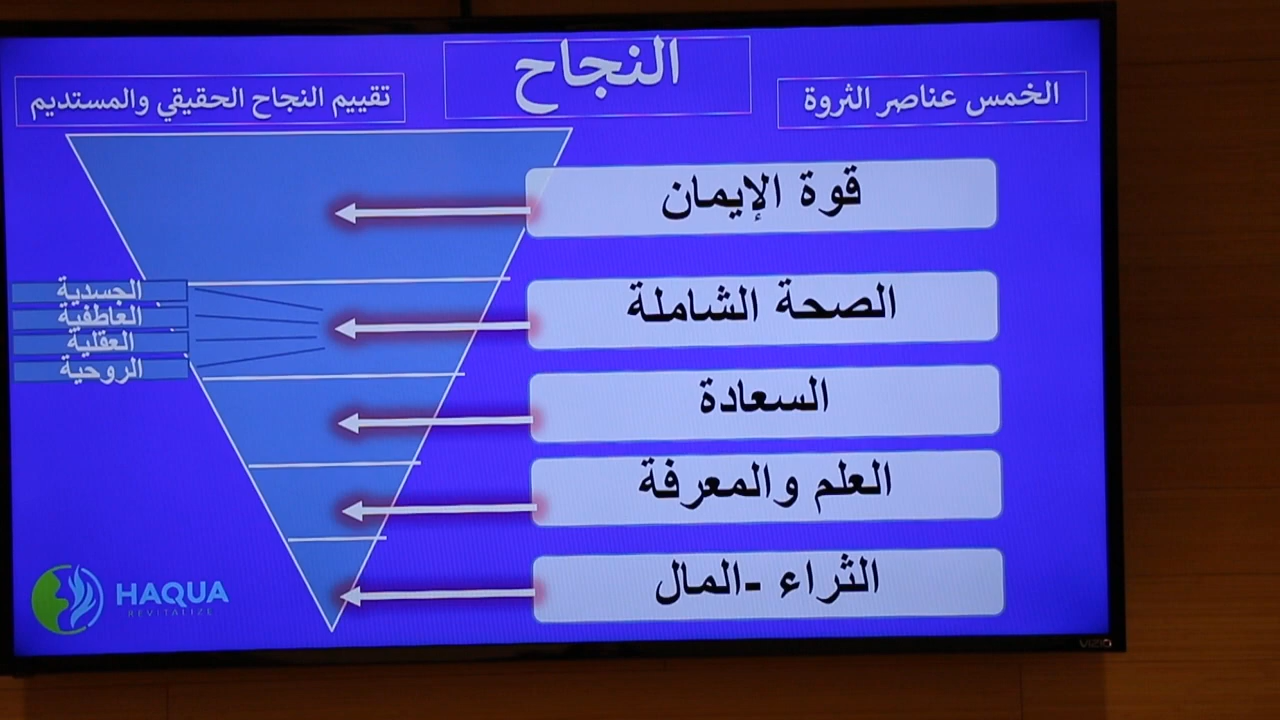 النجاح
الخمس عناصر الثروة
تقييم النجاح الحقيقي والمستديم
قوة الإيمان
الصحة الشاملة
السعادة
العلم والمعرفة
الثراء -المال
الجسدية
العاطفية
العقلية
الروحية
HAQUA
REVITALIZE
VIZIO